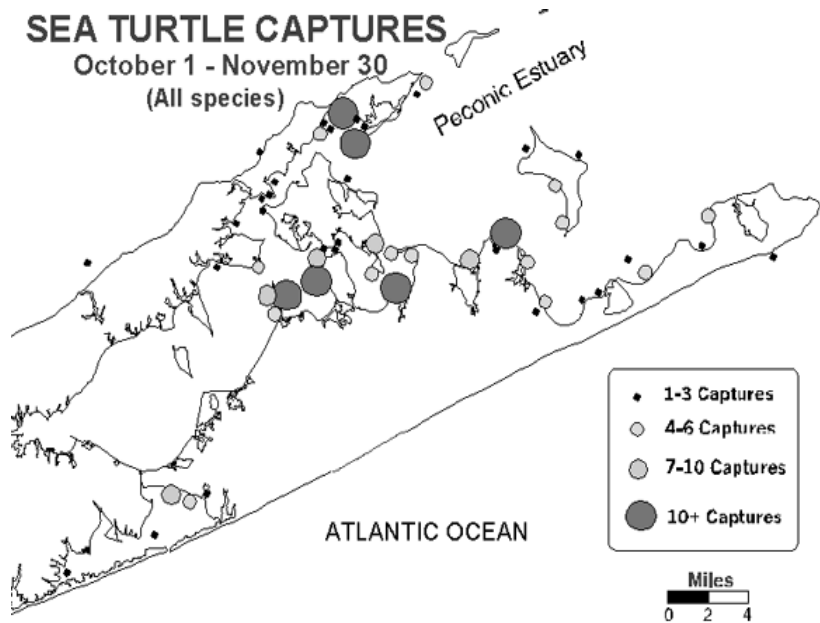 SEA TURTLE CAPTURES
October 1 - November 30
(All species)
Peconic Estuary
1-3 Captures
4-6 Captures
7-10 Captures
10+ Captures
ATLANTIC OCEAN
Miles
0 2 4